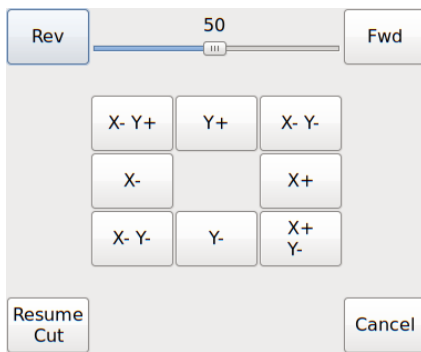 Rev
50
Fwd
X- Y+
Y+
X- Y-
X-
X+
X- Y-
Y-
X+
Y-
Resume
Cut
Cancel